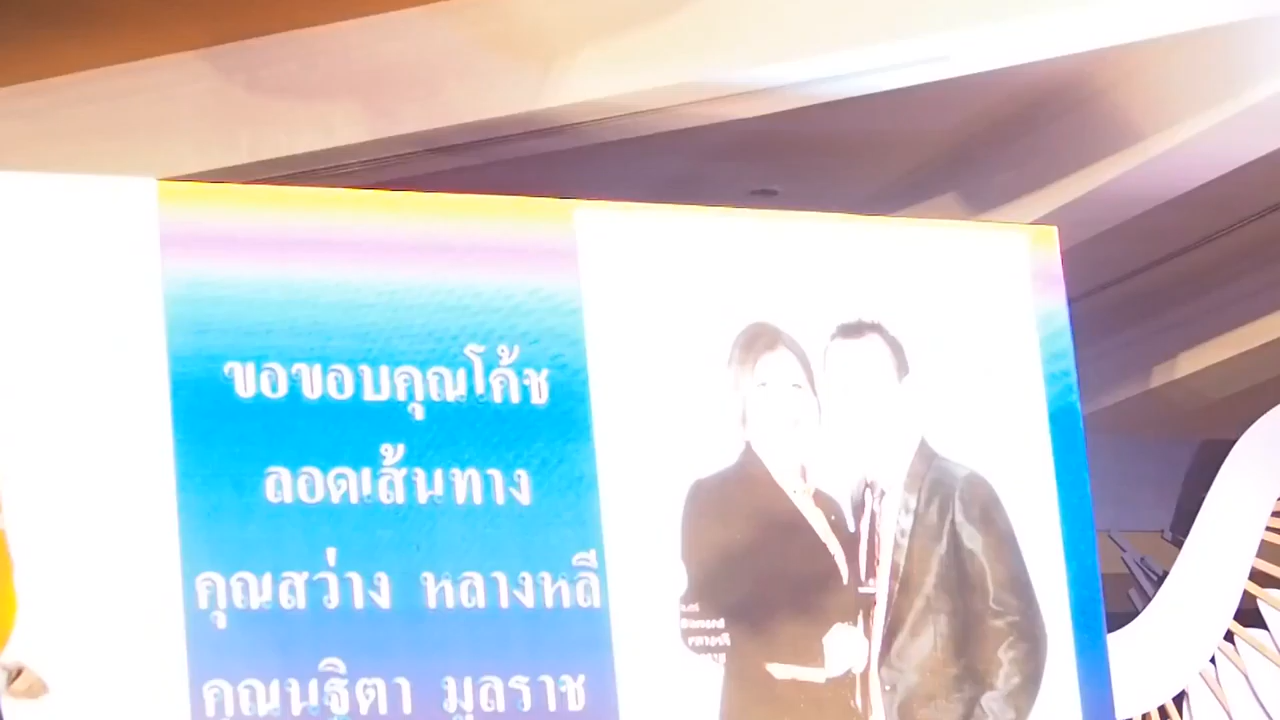 ขอขอบคุณโค้ช
ลอดเส้นทาง
คุณสว่าง หลางหลี
คุณนฐิตา มูลราช
Diamond